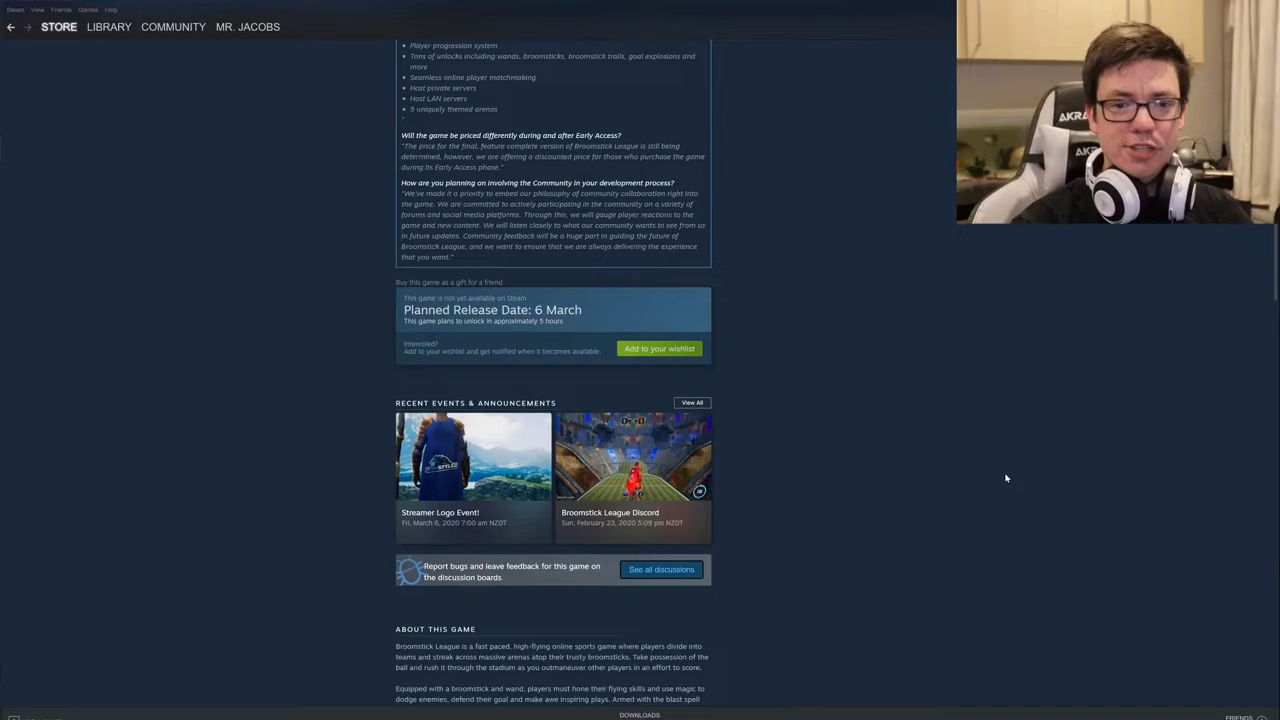 Steam View Friends Games Help
STORE LIBRARY COMMUNITY MR. JACOBS
• Player progression system
• Tons of unlocks including wands, broomsticks, broomstick trails, goal explosions and
more
• Seamless online player matchmaking
• Host private servers
• Host LAN servers
• 5 uniquely themed arenas
"
Will the game be priced differently during and after Early Access?
"The price for the final, feature complete version of Broomstick League is still being
determined, however, we are offering a discounted price for those who purchase the game
during its Early Access phase."
How are you planning on involving the Community in your development process?
"We've made it a priority to embed our philosophy of community collaboration right into
the game. We are committed to actively participating in the community on a variety of
forums and social media platforms. Through this, we will gauge player reactions to the
game and new content. We will listen closely to what our community wants to see from us
in future updates. Community feedback will be a huge part in guiding the future of
Broomstick League, and we want to ensure that we are always delivering the experience
that you want."
Buy this game as a gift for a friend
This game is not yet available on Steam
Planned Release Date: 6 March
This game plans to unlock in approximately 5 hours
Interested?
Add to your wishlist and get notified when it becomes available.
Add to your wishlist
RECENT EVENTS & ANNOUNCEMENTS
View All
Streamer Logo Event!
Fri, March 6, 2020 7:00 am NZDT
Broomstick League Discord
Sun, February 23, 2020 5:09 pm NZDT
Report bugs and leave feedback for this game on
the discussion boards
See all discussions
ABOUT THIS GAME
Broomstick League is a fast paced, high-flying online sports game where players divide into
teams and streak across massive arenas atop their trusty broomsticks. Take possession of the
ball and rush it through the stadium as you outmaneuver other players in an effort to score.
Equipped with a broomstick and wand, players must hone their flying skills and use magic to
dodge enemies, defend their goal and make awe inspiring plays. Armed with the blast spell
DOWNLOADS
FRIENDS